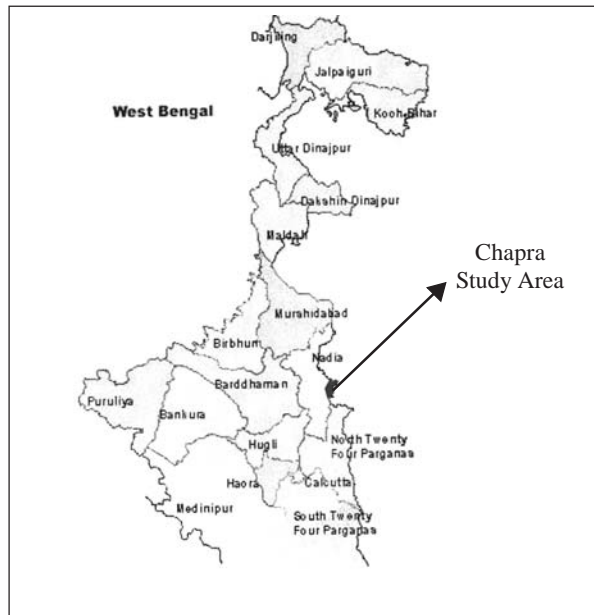 Darjiling
Jalpaiguri
West Bengal
Kooh Bihar
Uttar Dinajpur
Dakshin Dinajpur
Maldah
Chapra
Study Area
Murshidabad
Nadia
Birbhum
Barddhaman
Puruliya
Bankura
Hugli
North Twenty
Four Parganas
Haora
Calcutta
Medinipur
South Twenty
Four Parganas